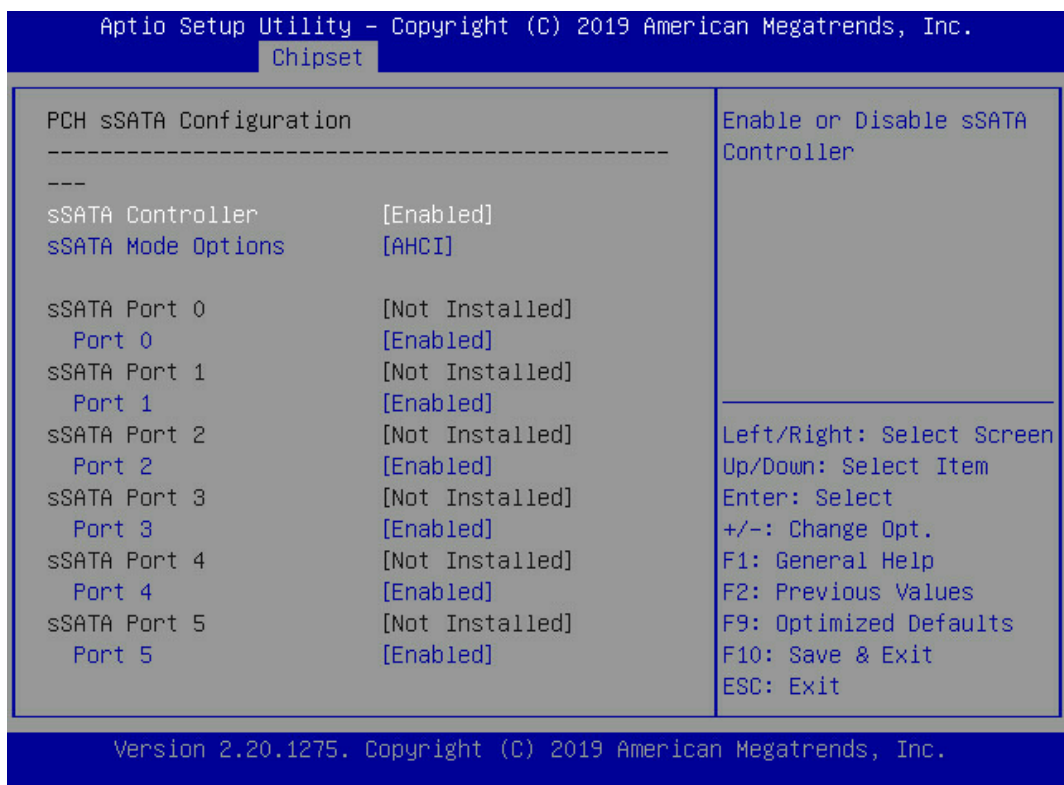 Aptio Setup Utility – Copyright (C) 2019 American Megatrends, Inc.
Chipset
PCH sSATA Configuration
------------------------------------------------
---
sSATA Controller [Enabled]
sSATA Mode Options [AHCI]
sSATA Port 0 [Not Installed]
Port 0 [Enabled]
sSATA Port 1 [Not Installed]
Port 1 [Enabled]
sSATA Port 2 [Not Installed]
Port 2 [Enabled]
sSATA Port 3 [Not Installed]
Port 3 [Enabled]
sSATA Port 4 [Not Installed]
Port 4 [Enabled]
sSATA Port 5 [Not Installed]
Port 5 [Enabled]
Enable or Disable sSATA
Controller
Left/Right: Select Screen
Up/Down: Select Item
Enter: Select
+/-: Change Opt.
F1: General Help
F2: Previous Values
F9: Optimized Defaults
F10: Save & Exit
ESC: Exit
Version 2.20.1275. Copyright (C) 2019 American Megatrends, Inc.